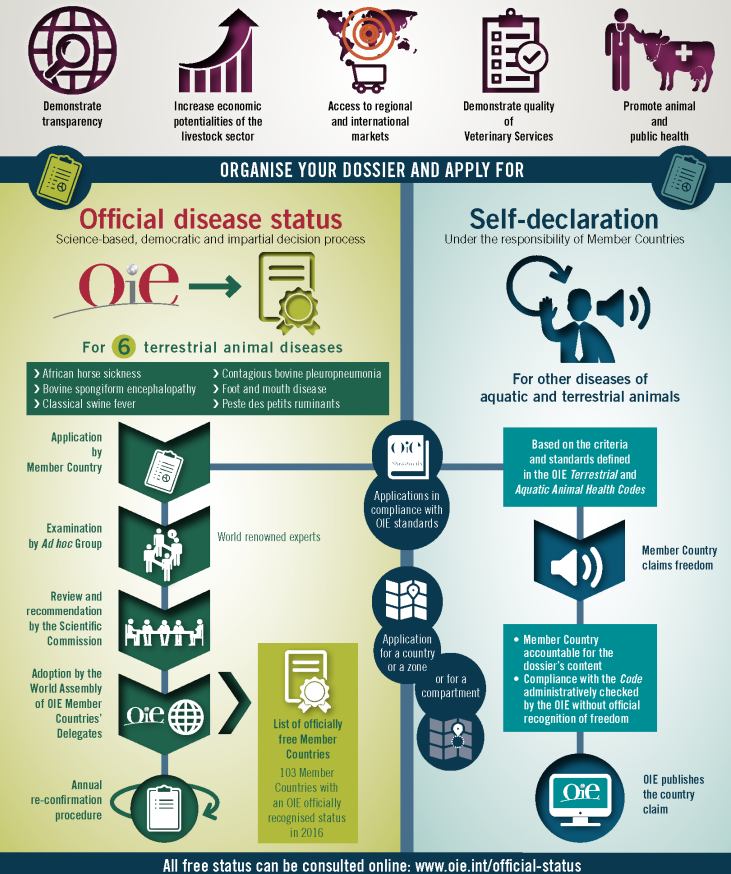 Demonstrate
transparency
Increase economic
potentialities of the
livestock sector
Access to regional
and international
markets
Demonstrate quality
of
Veterinary Services
Promote animal
and
public health
ORGANISE YOUR DOSSIER AND APPLY FOR
Official disease status
Science-based, democratic and impartial decision process
Oie
For 6 terrestrial animal diseases
❯ African horse sickness
❯ Bovine spongiform encephalopathy
❯ Classical swine fever
❯ Contagious bovine pleuropneumonia
❯ Foot and mouth disease
❯ Peste des petits ruminants
Application
by
Member Country
Examination
by Ad hoc Group
World renowned experts
Review and
recommendation
by the Scientific
Commission
Adoption by the
World Assembly
of OIE Member
Countries'
Delegates
Oie
List of officially
free Member
Countries
103 Member
Countries with
an OIE officially
recognised status
in 2016
Annual
re-confirmation
procedure
Oie
Standards
Applications in
compliance with
OIE standards
Application
for a country
or a zone
or for a
compartment
Self-declaration
Under the responsibility of Member Countries
For other diseases of
aquatic and terrestrial animals
Based on the criteria
and standards defined
in the OIE Terrestrial and
Aquatic Animal Health Codes
Member Country
claims freedom
• Member Country
accountable for the
dossier's content
• Compliance with the Code
administratively checked
by the OIE without official
recognition of freedom
Oie
OIE publishes
the country
claim
All free status can be consulted online: www.oie.int/official-status